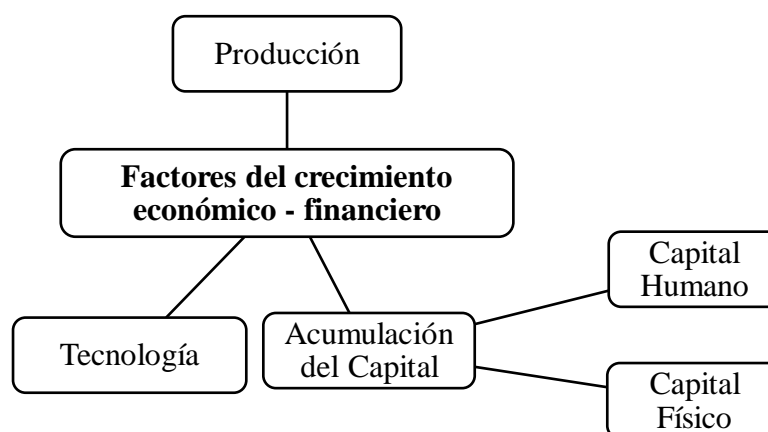 Producción
Factores del crecimiento
económico - financiero
Tecnología
Acumulación
del Capital
Capital
Humano
Capital
Físico